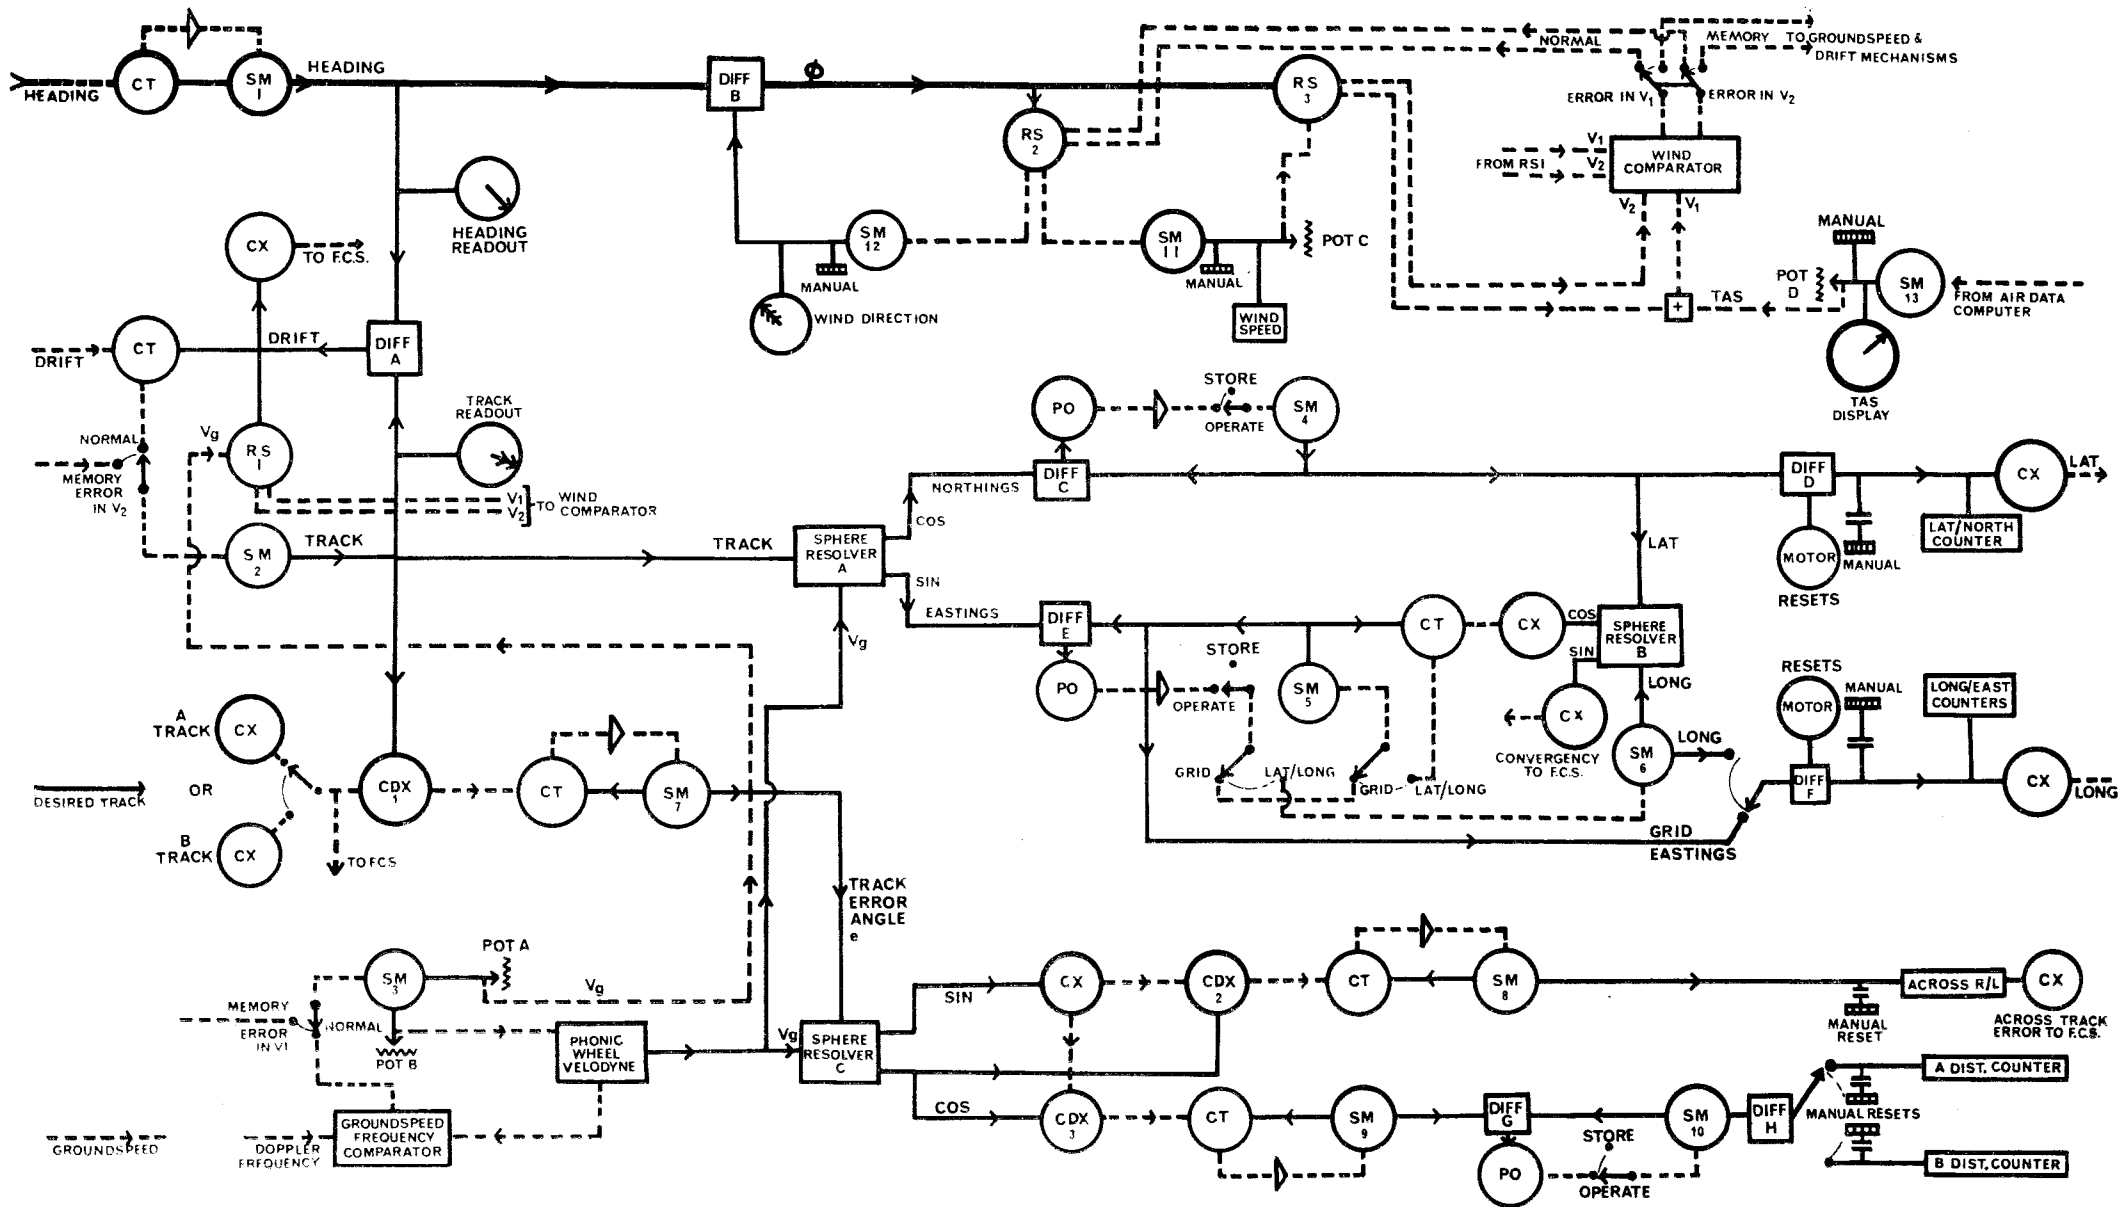 HEADING
CT
SM
1
HEADING
DIFF
B
Φ
RS
3
RS
2
NORMAL
MEMORY
TO GROUNDSPEED &
DRIFT MECHANISMS
ERROR IN V1
ERROR IN V2
FROM RS1
V1
V2
WIND
COMPARATOR
V2
V1
HEADING
READOUT
CX
TO F.C.S.
SM
12
MANUAL
WIND DIRECTION
SM
11
MANUAL
POT C
WIND
SPEED
MANUAL
POT
D
SM
13
FROM AIR DATA
COMPUTER
+
TAS
TAS
DISPLAY
DRIFT
CT
DRIFT
DIFF
A
TRACK
READOUT
NORMAL
MEMORY
ERROR
IN V2
Vg
RS
1
V1
V2
TO WIND
COMPARATOR
SM
2
TRACK
TRACK
SPHERE
RESOLVER
A
COS
NORTHINGS
SIN
EASTINGS
Vg
PO
STORE
OPERATE
SM
4
DIFF
C
LAT
DIFF
D
MOTOR
RESETS
MANUAL
LAT/NORTH
COUNTER
CX
LAT
DIFF
E
PO
STORE
OPERATE
SM
5
CT
CX
COS
SIN
SPHERE
RESOLVER
B
LONG
CX
CONVERGENCY
TO F.C.S.
SM
6
LONG
GRID
LAT/LONG
GRID
LAT/LONG
GRID
EASTINGS
RESETS
MOTOR
MANUAL
DIFF
F
LONG/EAST
COUNTERS
CX
LONG
A
TRACK
CX
DESIRED TRACK
OR
B
TRACK
CX
TO FCS
CDX
1
CT
SM
7
TRACK
ERROR
ANGLE
e
SM
3
POT A
Vg
MEMORY
ERROR
IN V1
NORMAL
POT B
PHONIC
WHEEL
VELODYNE
Vg
SPHERE
RESOLVER
C
GROUNDSPEED
DOPPLER
FREQUENCY
GROUNDSPEED
FREQUENCY
COMPARATOR
SIN
CX
CDX
2
CT
SM
8
MANUAL
RESET
ACROSS R/L
CX
ACROSS TRACK
ERROR TO F.C.S.
COS
CDX
3
CT
SM
9
DIFF
G
PO
STORE
OPERATE
SM
10
DIFF
H
A DIST. COUNTER
MANUAL RESETS
B DIST. COUNTER